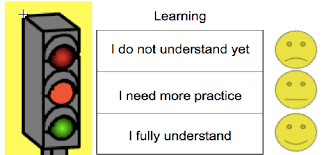 Learning
I do not understand yet
I need more practice
I fully understand